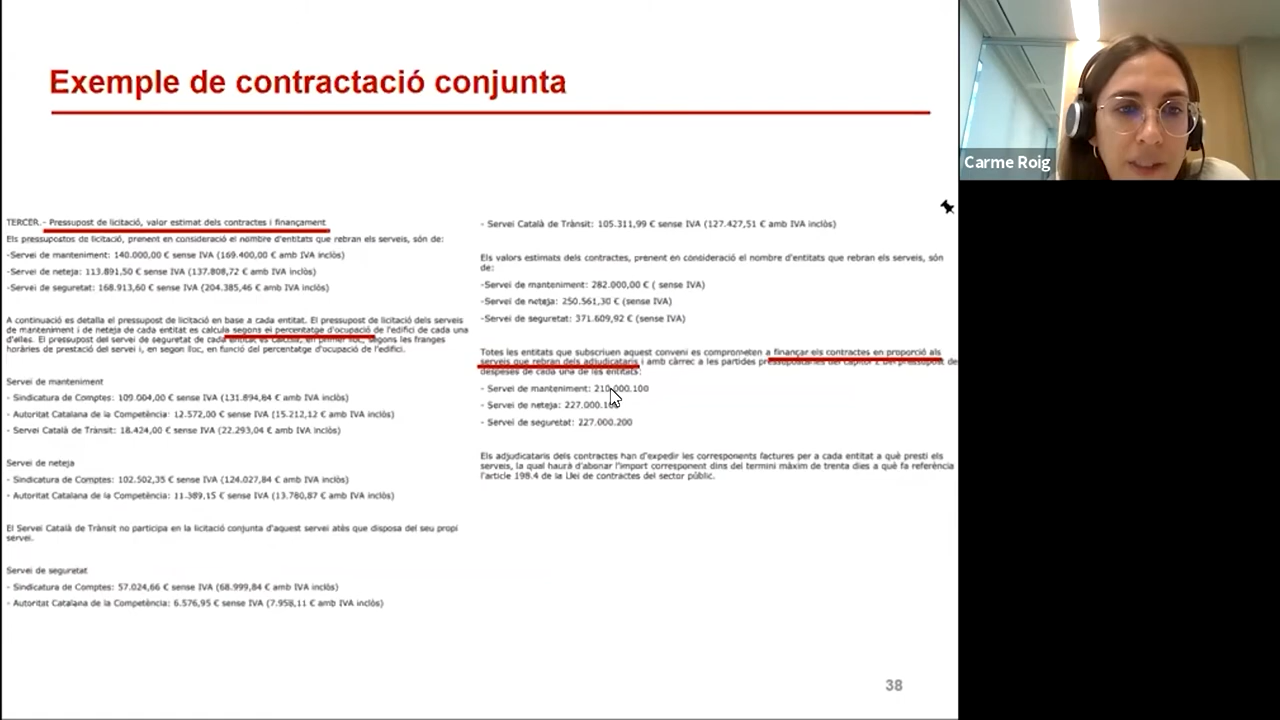 Exemple de contractació conjunta
TERCER.- Pressupost de licitació, valor estimat dels contractes i finançament
Els pressupostos de licitació, prenent en consideració el nombre d'entitats que rebran els serveis, són de:
-Servei de manteniment: 140.000,00 € sense IVA (169.400,00 € amb IVA inclòs)
-Servei de neteja: 113.891,50 € sense IVA (137.808,72 € amb IVA inclòs)
-Servei de seguretat: 168.913,60 € sense IVA (204.385,46 € amb IVA inclòs)
A continuació es detalla el pressupost de licitació en base a cada entitat. El pressupost de licitació dels serveis
de manteniment i de neteja de cada entitat es calcula segons el percentatge d'ocupació de l'edifici de cada una
d'elles. El pressupost del servei de seguretat de cada entitat es calcula, en primer lloc, segons les franges
horàries de prestació del servei i, en segon lloc, en funció del percentatge d'ocupació de l'edifici.
Servei de manteniment
- Sindicatura de Comptes: 109.004,00 € sense IVA (131.894,84 € amb IVA inclòs)
- Autoritat Catalana de la Competència: 12.572,00 € sense IVA (15.212,12 € amb IVA inclòs)
- Servei Català de Trànsit: 18.424,00 € sense IVA (22.293,04 € amb IVA inclòs)
Servei de neteja
- Sindicatura de Comptes: 102.502,35 € sense IVA (124.027,84 € amb IVA inclòs)
- Autoritat Catalana de la Competència: 11.389,15 € sense IVA (13.780,87 € amb IVA inclòs)
El Servei Català de Trànsit no participa en la licitació conjunta d'aquest servei atès que disposa del seu propi
servei.
Servei de seguretat
- Sindicatura de Comptes: 57.024,66 € sense IVA (68.999,84 € amb IVA inclòs)
- Autoritat Catalana de la Competència: 6.576,95 € sense IVA (7.958,11 € amb IVA inclòs)
- Servei Català de Trànsit: 105.311,99 € sense IVA (127.427,51 € amb IVA inclòs)
Els valors estimats dels contractes, prenent en consideració el nombre d'entitats que rebran els serveis, són
de:
-Servei de manteniment: 282.000,00 € ( sense IVA)
-Servei de neteja: 250.561,30 € (sense IVA)
-Servei de seguretat: 371.609,92 € (sense IVA)
Totes les entitats que subscriuen aquest conveni es comprometen a finançar els contractes en proporció als
serveis que rebran dels adjudicataris i amb càrrec a les partides pressupostàries del capítol 2 del pressupost de
despeses de cada una de les entitats:
- Servei de manteniment: 210.000.100
- Servei de neteja:
- Servei de seguretat: 227.000.200
Els adjudicataris dels contractes han d'expedir les corresponents factures per a cada entitat a què presti els
serveis, la qual haurà d'abonar l'import corresponent dins del termini màxim de trenta dies a què fa referència
l'article 198.4 de la Llei de contractes del sector públic.
38
Carme Roig